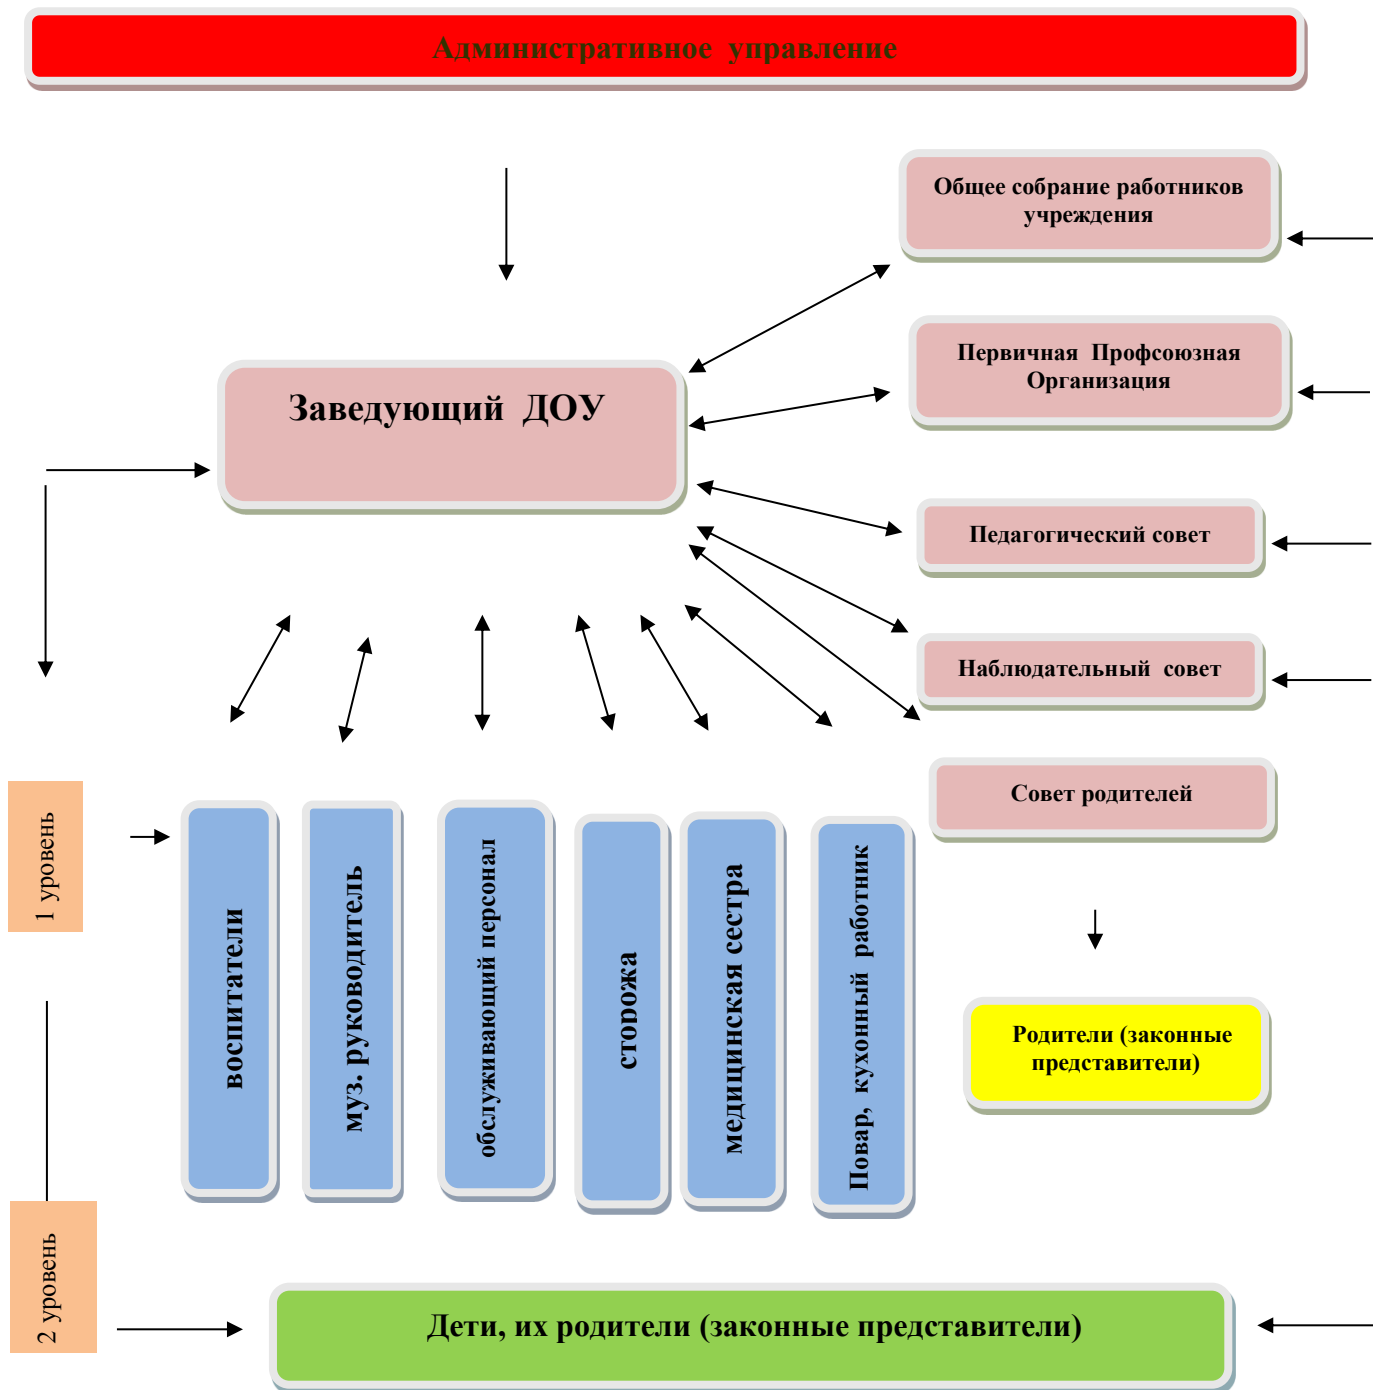 Административное управление
Общее собрание работников
учреждения
Первичная Профсоюзная
Организация
Заведующий ДОУ
Педагогический совет
Наблюдательный совет
Совет родителей
1 уровень
воспитатели
муз. руководитель
обслуживающий персонал
сторожа
медицинская сестра
Повар, кухонный работник
Родители (законные
представители)
2 уровень
Дети, их родители (законные представители)